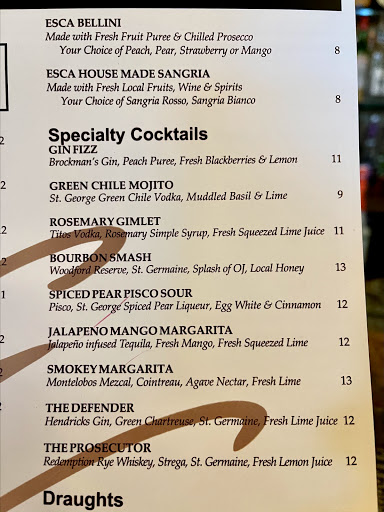 ESCA BELLINI
Made with Fresh Fruit Puree & Chilled Prosecco
Your Choice of Peach, Pear, Strawberry or Mango 8
ESCA HOUSE MADE SANGRIA
Made with Fresh Local Fruits, Wine & Spirits
Your Choice of Sangria Rosso, Sangria Bianco 8
Specialty Cocktails
GIN FIZZ
Brockman's Gin, Peach Puree, Fresh Blackberries & Lemon 11
GREEN CHILE MOJITO
St. George Green Chile Vodka, Muddled Basil & Lime 9
ROSEMARY GIMLET
Titos Vodka, Rosemary Simple Syrup, Fresh Squeezed Lime Juice 11
BOURBON SMASH
Woodford Reserve, St. Germaine, Splash of OJ, Local Honey 13
SPICED PEAR PISCO SOUR
Pisco, St. George Spiced Pear Liqueur, Egg White & Cinnamon 12
JALAPENO MANGO MARGARITA
Jalapeño infused Tequila, Fresh Mango, Fresh Squeezed Lime 12
SMOKEY MARGARITA
Montelobos Mezcal, Cointreau, Agave Nectar, Fresh Lime 13
THE DEFENDER
Hendricks Gin, Green Chartreuse, St. Germaine, Fresh Lime Juice 12
THE PROSECUTOR
Redemption Rye Whiskey, Strega, St. Germaine, Fresh Lemon Juice 12
Draughts